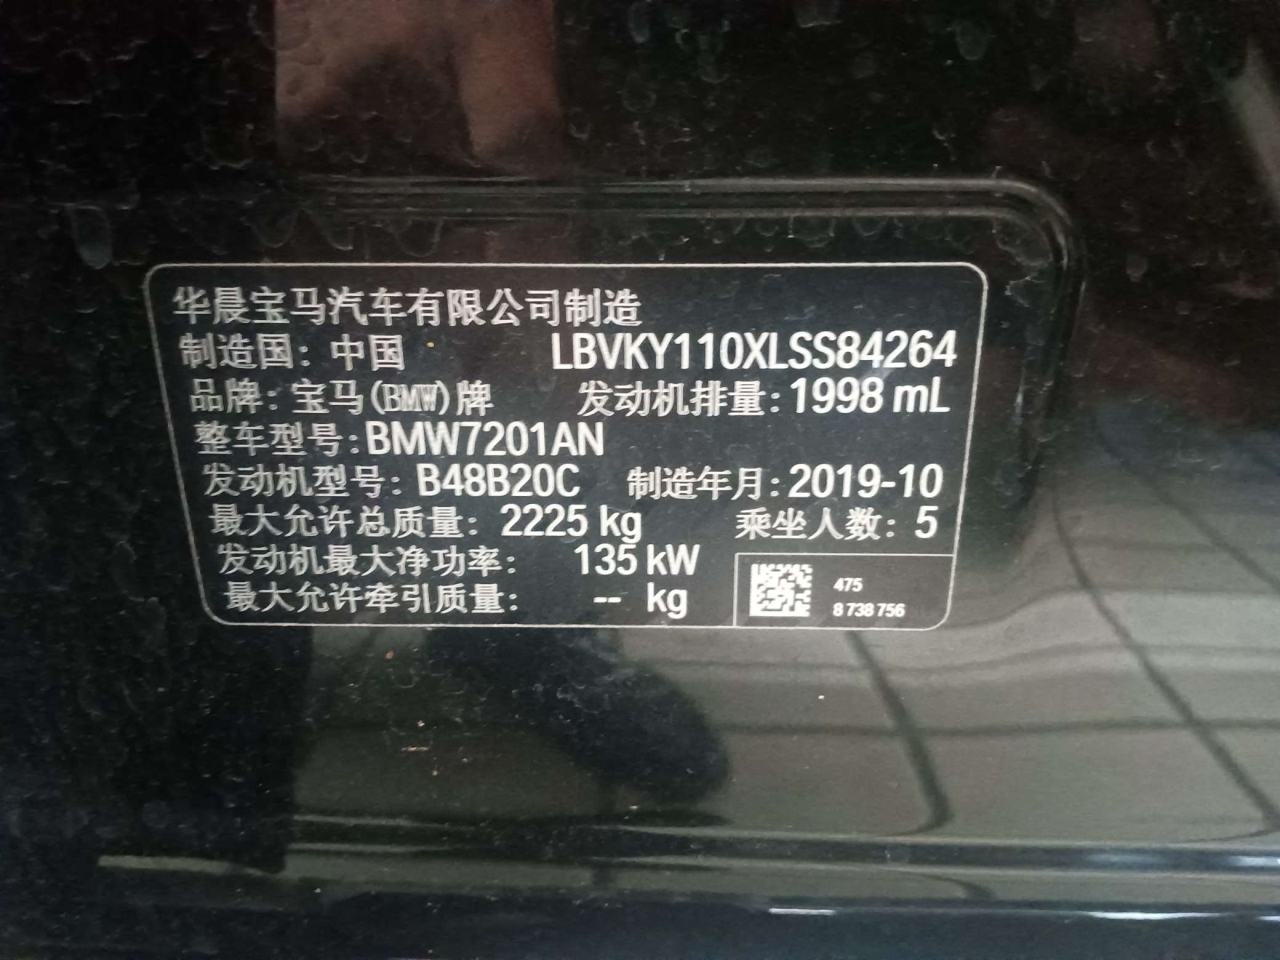 华晨宝马汽车有限公司制造
制造国：中国 LBVKY110XLSS84264
品牌：宝马(BMW)牌 发动机排量：1998 mL
整车型号：BMW7201AN
发动机型号：B48B20C 制造年月：2019-10
最大允许总质量：2225 kg 乘坐人数：5
发动机最大净功率：135 kW
最大允许牵引质量：-- kg
475
8 738 756